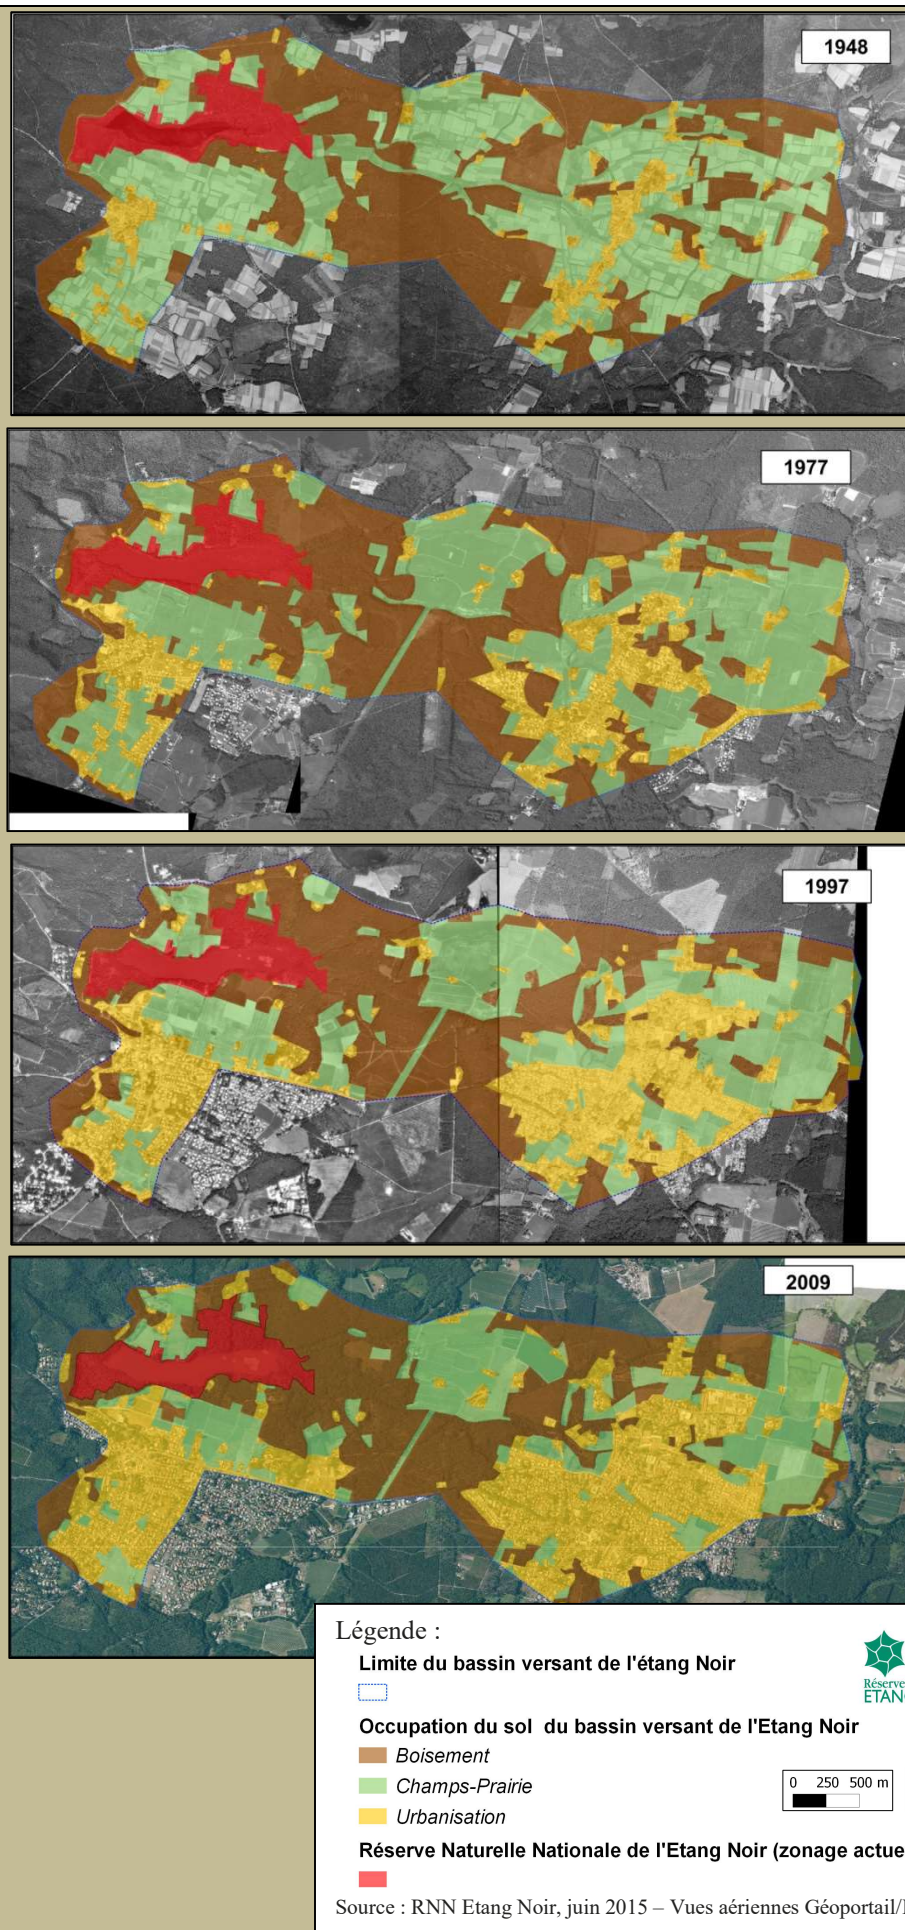 1948
1977
1997
2009
Légende :
Limite du bassin versant de l'étang Noir
Réserve
ETANG
Occupation du sol du bassin versant de l'Etang Noir
Boisement
Champs-Prairie
0 250 500 m
Urbanisation
Réserve Naturelle Nationale de l'Etang Noir (zonage actue
Source : RNN Etang Noir, juin 2015 – Vues aériennes Géoportail/